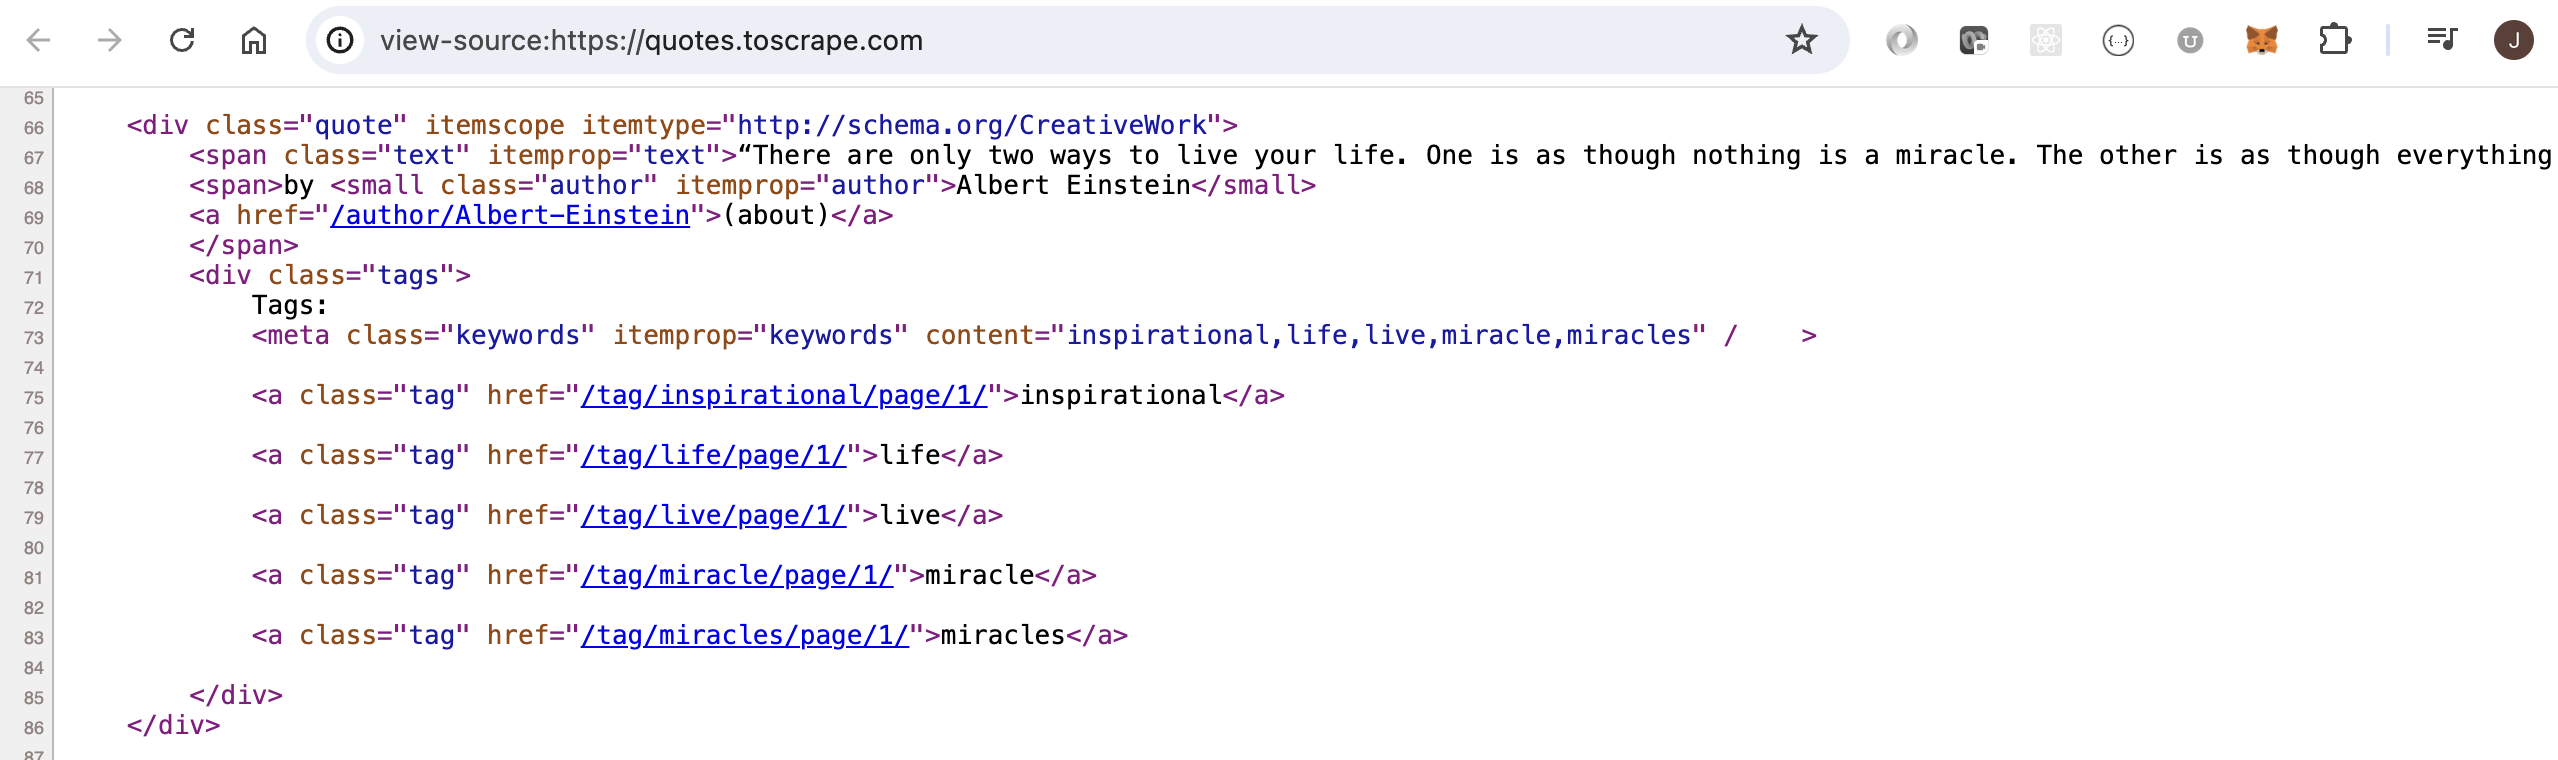 view-source:https://quotes.toscrape.com
{...}
U
J
65
66 <div class="quote" itemscope itemtype="http://schema.org/CreativeWork">
67 <span class="text" itemprop="text">“There are only two ways to live your life. One is as though nothing is a miracle. The other is as though everything
68 <span>by <small class="author" itemprop="author">Albert Einstein</small>
69 <a href="/author/Albert-Einstein">(about)</a>
70 </span>
71 <div class="tags">
72 Tags:
73 <meta class="keywords" itemprop="keywords" content="inspirational,life,live,miracle,miracles" / >
74
75 <a class="tag" href="/tag/inspirational/page/1/">inspirational</a>
76
77 <a class="tag" href="/tag/life/page/1/">life</a>
78
79 <a class="tag" href="/tag/live/page/1/">live</a>
80
81 <a class="tag" href="/tag/miracle/page/1/">miracle</a>
82
83 <a class="tag" href="/tag/miracles/page/1/">miracles</a>
84
85 </div>
86 </div>
87